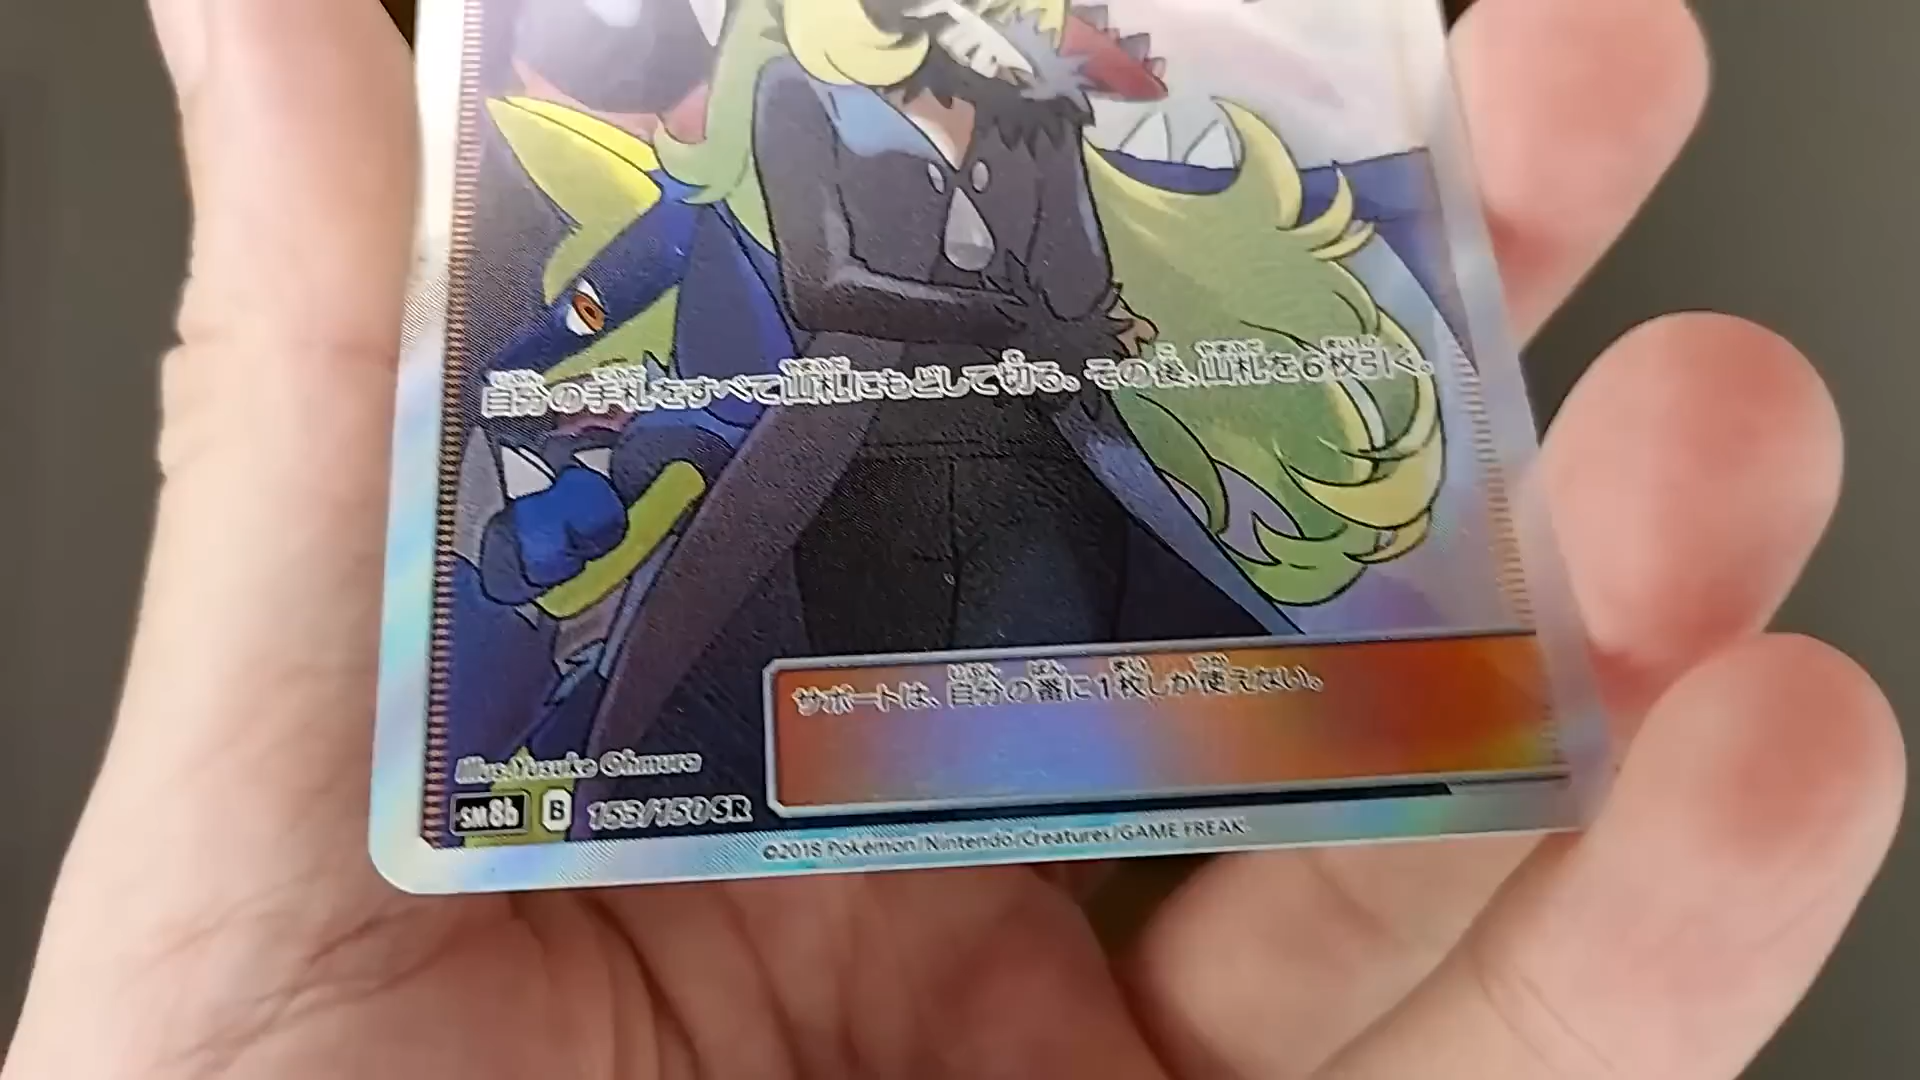 自分の手札をすべて山札にもどして切る。その後、山札を6枚引く。
サポートは、自分の番に1枚しか使えない。
Illus. Yusuke Ohmura
SM8b B 153/150 SR
©2018 Pokémon/Nintendo/Creatures/GAME FREAK